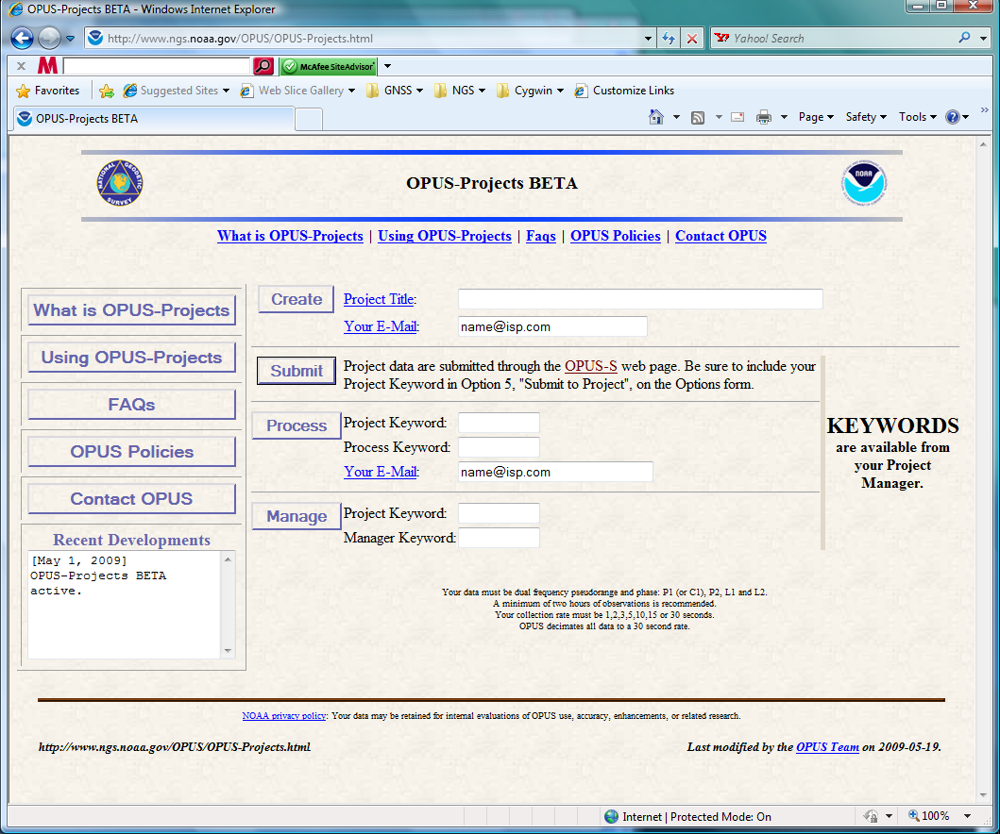 OPUS-Projects BETA - Windows Internet Explorer
http://www.ngs.noaa.gov/OPUS/OPUS-Projects.html
Yahoo! Search
McAfee SiteAdvisor
Favorites Suggested Sites Web Slice Gallery GNSS NGS Cygwin Customize Links
OPUS-Projects BETA
Page Safety Tools
NATIONAL GEODETIC SURVEY
OPUS-Projects BETA
NOAA
What is OPUS-Projects | Using OPUS-Projects | Faqs | OPUS Policies | Contact OPUS
What is OPUS-Projects
Using OPUS-Projects
FAQs
OPUS Policies
Contact OPUS
Recent Developments
[May 1, 2009]
OPUS-Projects BETA
active.
Create
Project Title:
Your E-Mail: name@isp.com
Submit
Project data are submitted through the OPUS-S web page. Be sure to include your
Project Keyword in Option 5, "Submit to Project", on the Options form.
Process
Project Keyword:
Process Keyword:
Your E-Mail: name@isp.com
Manage
Project Keyword:
Manager Keyword:
KEYWORDS
are available from
your Project
Manager.
Your data must be dual frequency pseudorange and phase: P1 (or C1), P2, L1 and L2.
A minimum of two hours of observations is recommended.
Your collection rate must be 1,2,3,5,10,15 or 30 seconds.
OPUS decimates all data to a 30 second rate.
NOAA privacy policy: Your data may be retained for internal evaluations of OPUS use, accuracy, enhancements, or related research.
http://www.ngs.noaa.gov/OPUS/OPUS-Projects.html
Last modified by the OPUS Team on 2009-05-19.
Internet | Protected Mode: On
100%